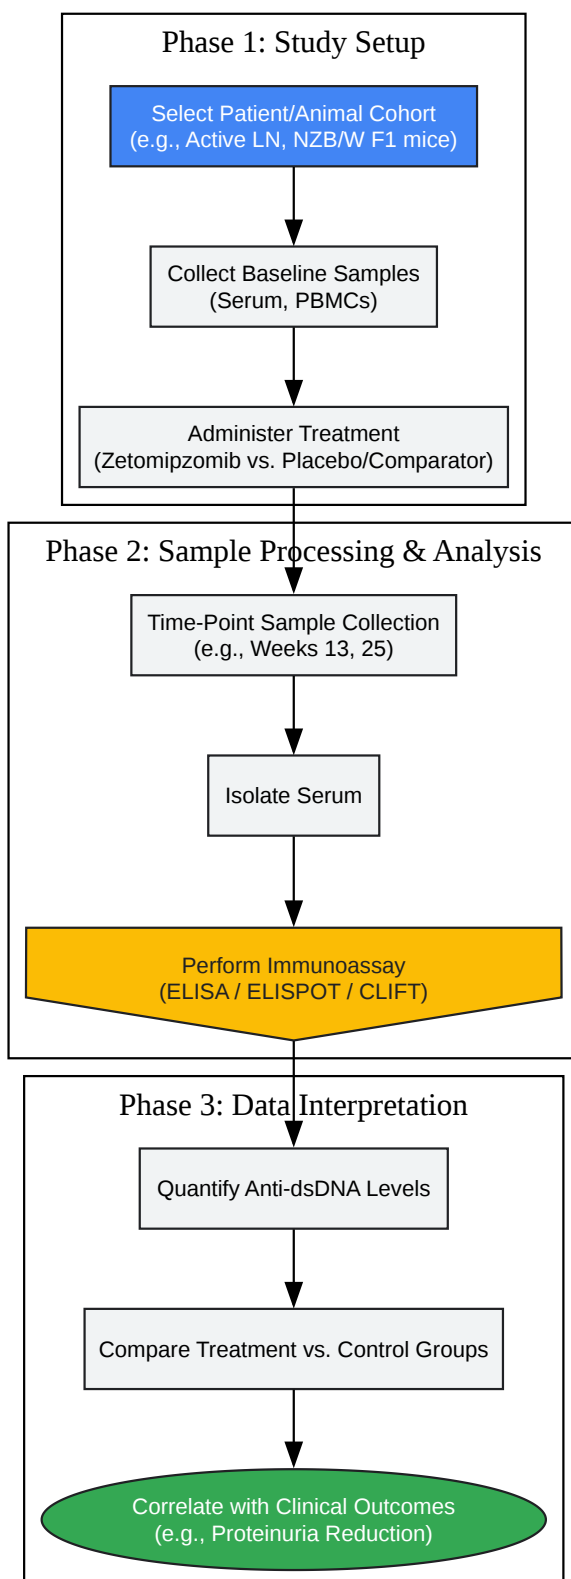 Phase 1: Study Setup
Select Patient/Animal Cohort
(e.g., Active LN, NZB/W F1 mice)
Collect Baseline Samples
(Serum, PBMCs)
Administer Treatment
(Zetomipzomib vs. Placebo/Comparator)
Phase 2: Sample Processing & Analysis
Time-Point Sample Collection
(e.g., Weeks 13, 25)
Isolate Serum
Perform Immunoassay
(ELISA / ELISPOT / CLIFT)
Phase 3: Data Interpretation
Quantify Anti-dsDNA Levels
Compare Treatment vs. Control Groups
Correlate with Clinical Outcomes
(e.g., Proteinuria Reduction)